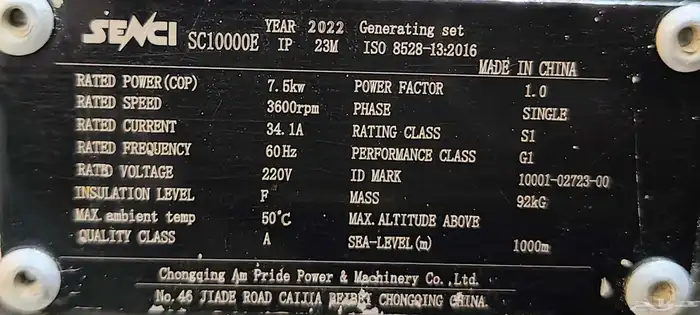 SENCI SC10000E YEAR 2022 Generating set
IP 23M ISO 8528-13:2016
MADE IN CHINA
RATED POWER(COP) 7.5kw POWER FACTOR 1.0
RATED SPEED 3600rpm PHASE SINGLE
RATED CURRENT 34.1A RATING CLASS S1
RATED FREQUENCY 60Hz PERFORMANCE CLASS G1
RATED VOLTAGE 220V ID MARK 10001-02723-00
INSULATION LEVEL F MASS 92kG
MAX.ambient temp 50℃ MAX.ALTITUDE ABOVE
QUALITY CLASS A SEA-LEVEL(m) 1000m
Chongqing Am Pride Power & Machinery Co.,Ltd.
No.46 JIADE ROAD CAIJIA BEIBEI CHONGQING CHINA.